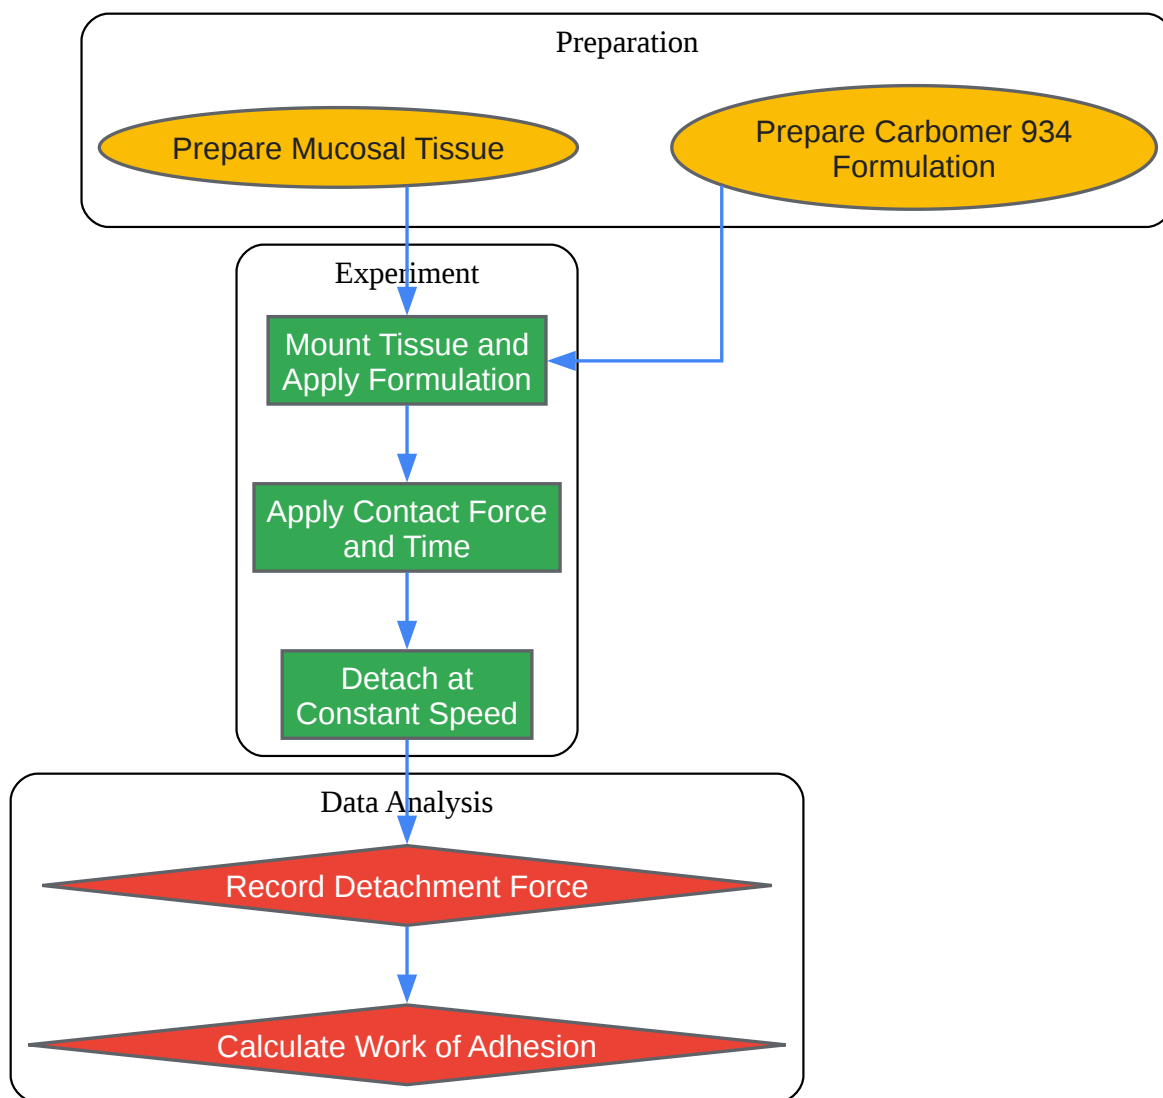 Preparation
Prepare Mucosal Tissue
Prepare Carbomer 934
Formulation
Experiment
Mount Tissue and
Apply Formulation
Apply Contact Force
and Time
Detach at
Constant Speed
Data Analysis
Record Detachment Force
Calculate Work of Adhesion